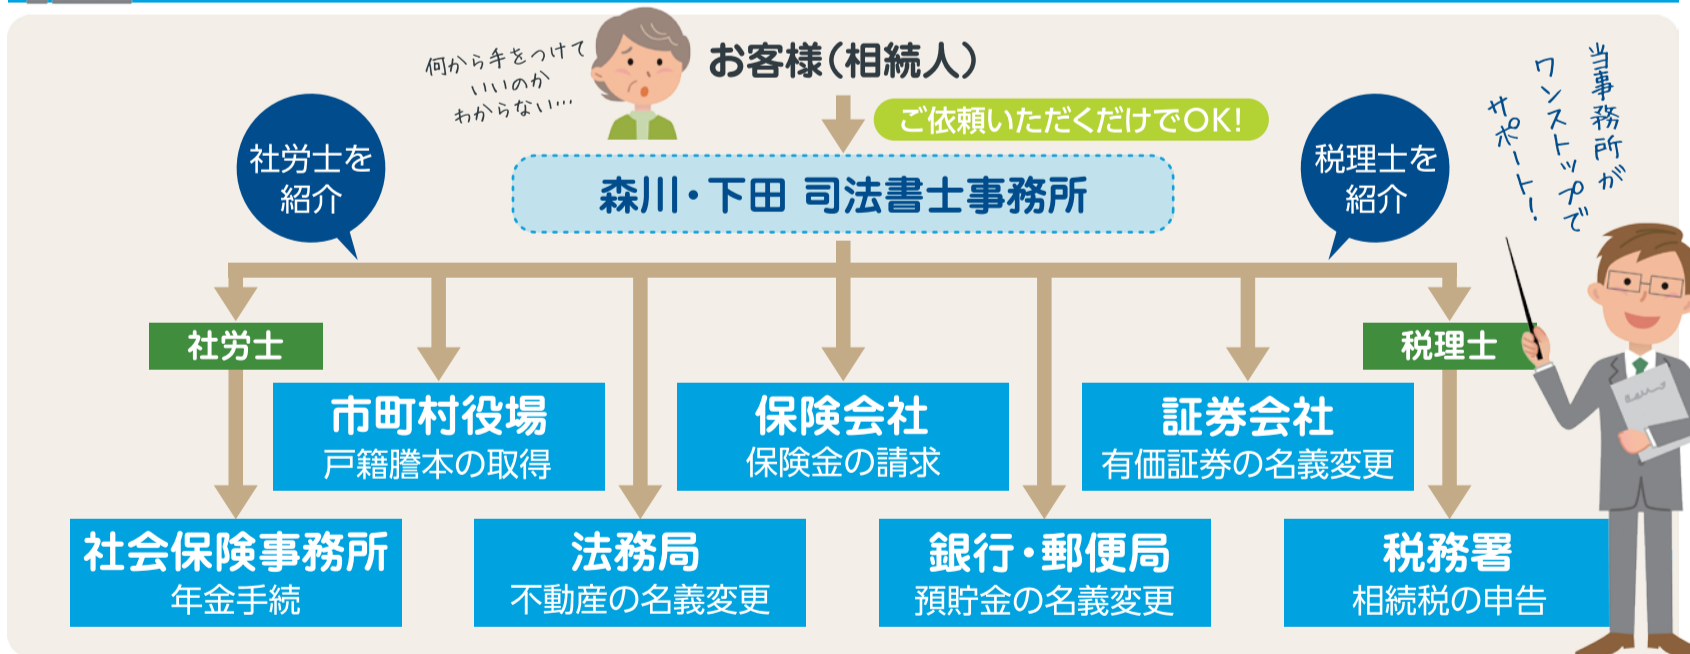 何から手をつけて
いいのか
わからない…
お客様（相続人）
ご依頼いただくだけでOK！
当事務所が
ワンストップで
サポート！
社労士を
紹介
森川・下田 司法書士事務所
税理士を
紹介
社労士
税理士
市町村役場
戸籍謄本の取得
保険会社
保険金の請求
証券会社
有価証券の名義変更
社会保険事務所
年金手続
法務局
不動産の名義変更
銀行・郵便局
預貯金の名義変更
税務署
相続税の申告